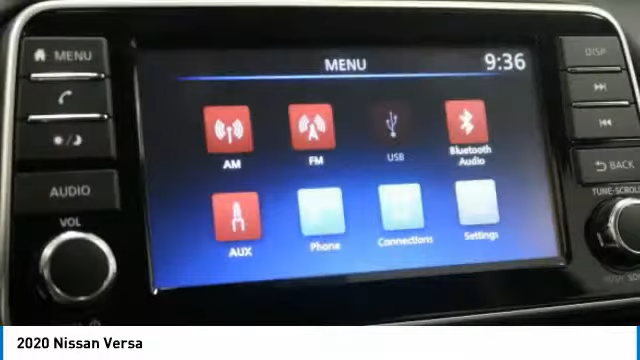 MENU
DISP
MENU
9:36
AM
FM
USB
Bluetooth
Audio
AUDIO
BACK
VOL
TUNE-SCROLL
AUX
Phone
Connections
Settings
2020 Nissan Versa